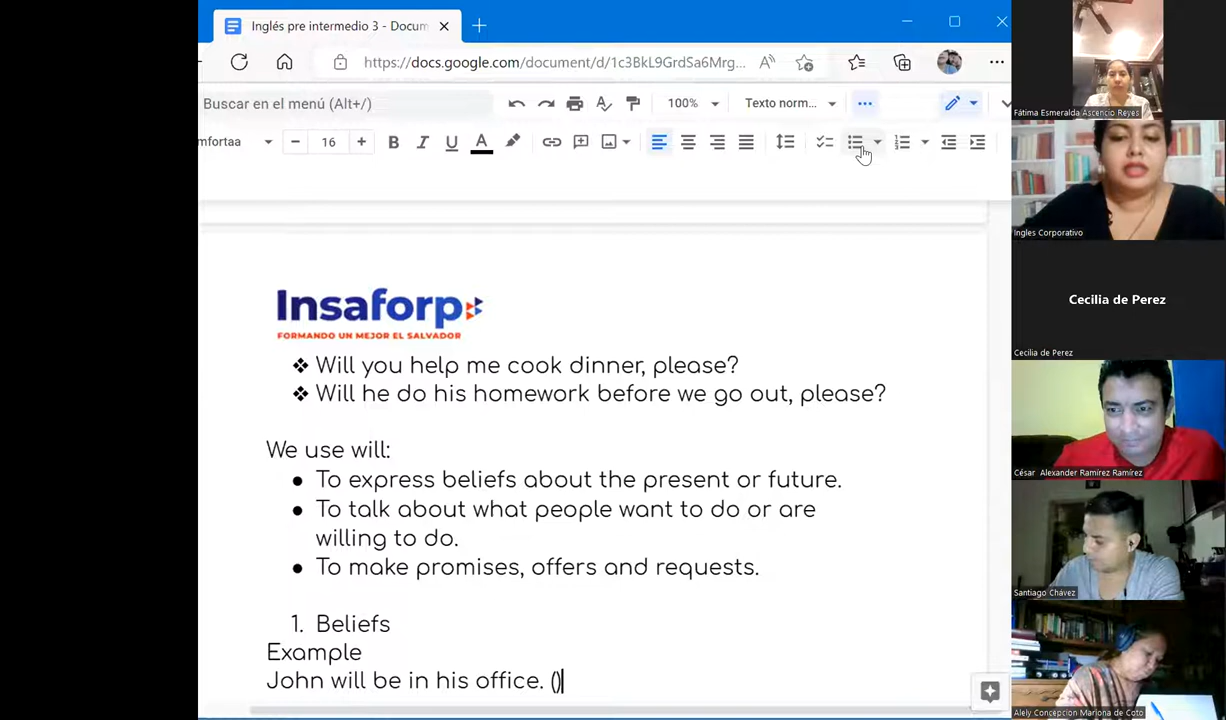 Inglés pre intermedio 3 - Docum
https://docs.google.com/document/d/1c3BkL9GrdSa6Mrg...
Buscar en el menú (Alt+/)
100%
Texto norm...
mfortaa
16
Insaforp
FORMANDO UN MEJOR EL SALVADOR
❖ Will you help me cook dinner, please?
❖ Will he do his homework before we go out, please?
We use will:
● To express beliefs about the present or future.
● To talk about what people want to do or are
willing to do.
● To make promises, offers and requests.
1. Beliefs
Example
John will be in his office. ()
Fátima Esmeralda Ascencio Reyes
Ingles Corporativo
Cecilia de Perez
Cecilia de Perez
César Alexander Ramírez Ramírez
Santiago Chávez
Alely Concepcion Mariona de Coto